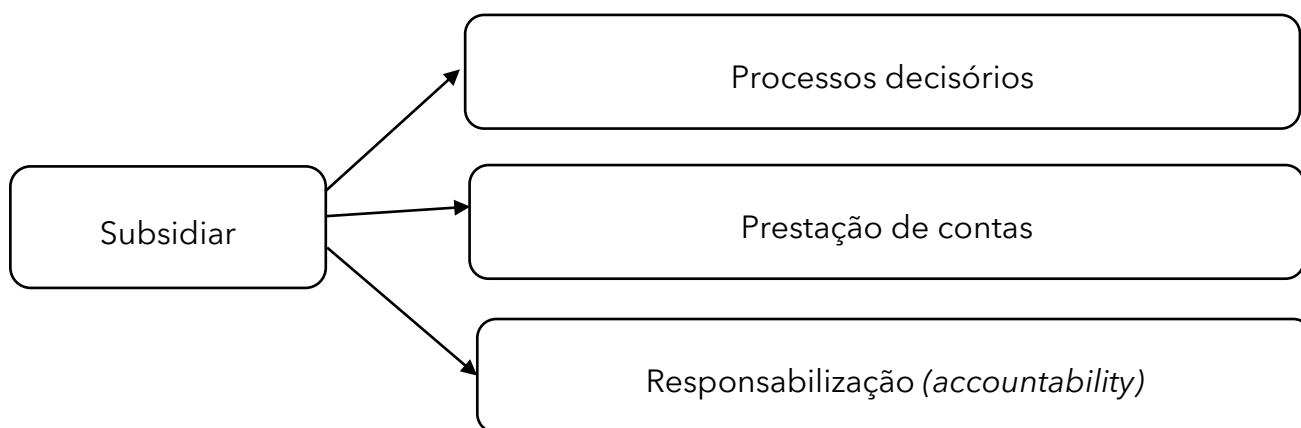 Processos decisórios
Subsidiar
Prestação de contas
Responsabilização (accountability)